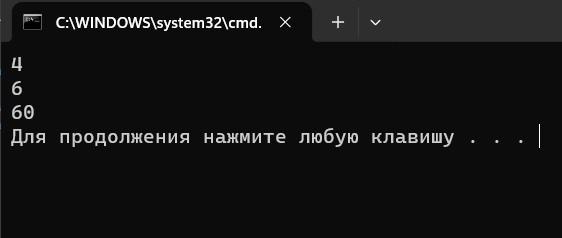 C:\WINDOWS\system32\cmd.
4
6
60
Для продолжения нажмите любую клавишу . . .